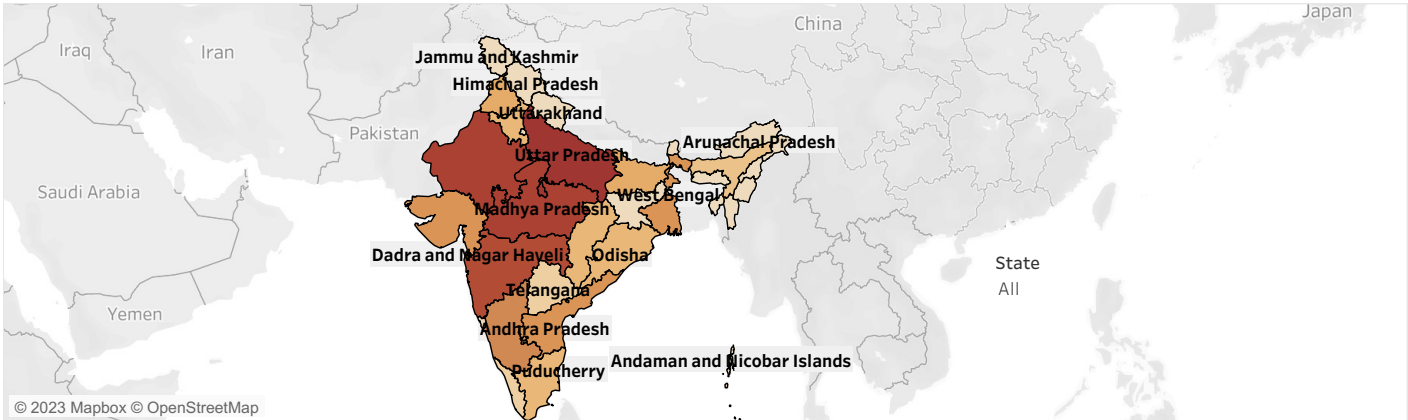 Japan
China
Iraq
Iran
Jammu and Kashmir
Himachal Pradesh
Uttarakhand
Pakistan
Arunachal Pradesh
Uttar Pradesh
Saudi Arabia
West Bengal
Madhya Pradesh
Dadra and Nagar Haveli
Odisha
State
All
Telangana
Yemen
Andhra Pradesh
Andaman and Nicobar Islands
Puducherry
© 2023 Mapbox © OpenStreetMap